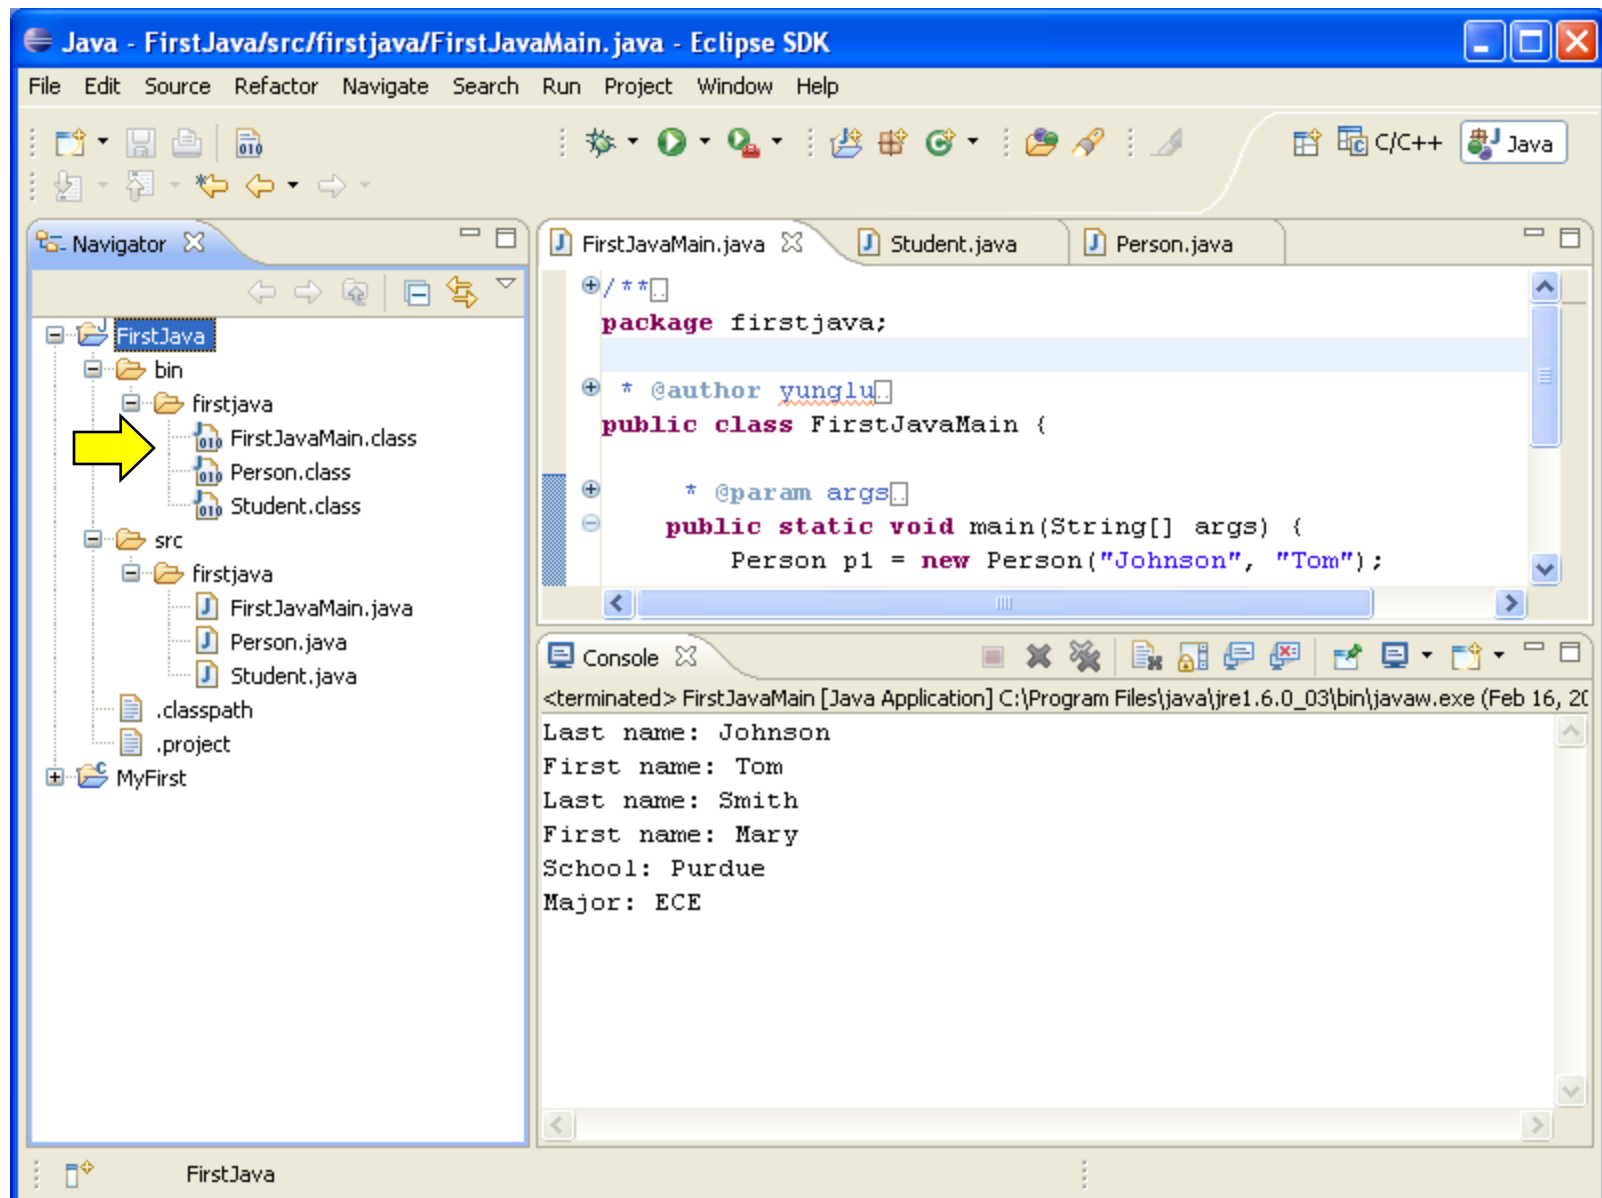 Java - FirstJava/src/firstjava/FirstJavaMain.java - Eclipse SDK
File Edit Source Refactor Navigate Search Run Project Window Help
C/C++ Java
Navigator
FirstJava
bin
firstjava
FirstJavaMain.class
Person.class
Student.class
src
firstjava
FirstJavaMain.java
Person.java
Student.java
.classpath
.project
MyFirst
FirstJavaMain.java Student.java Person.java
/**
package firstjava;
* @author yunglu
public class FirstJavaMain {
* @param args
public static void main(String[] args) {
Person p1 = new Person("Johnson", "Tom");
Console
<terminated> FirstJavaMain [Java Application] C:\Program Files\java\jre1.6.0_03\bin\javaw.exe (Feb 16, 20
Last name: Johnson
First name: Tom
Last name: Smith
First name: Mary
School: Purdue
Major: ECE
FirstJava